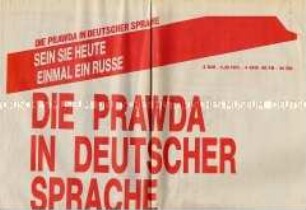 DIE PRAWDA IN DEUTSCHER SPRACHE
SEIN SIE HEUTE
EINMAL EIN RUSSE
DIE PRAWDA
IN DEUTSCHER
SPRACHE